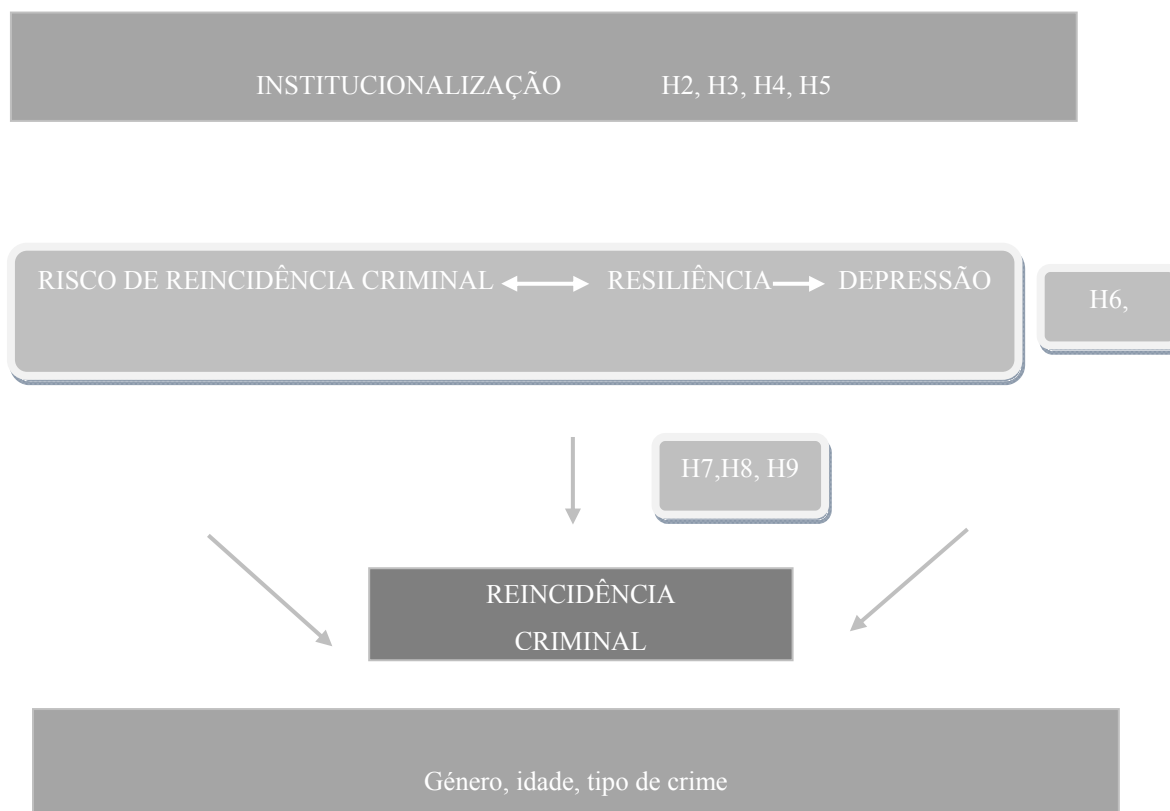 INSTITUCIONALIZAÇÃO H2, H3, H4, H5
RISCO DE REINCIDÊNCIA CRIMINAL RESILIÊNCIA DEPRESSÃO
H6,
H7,H8, H9
REINCIDÊNCIA
CRIMINAL
Género, idade, tipo de crime